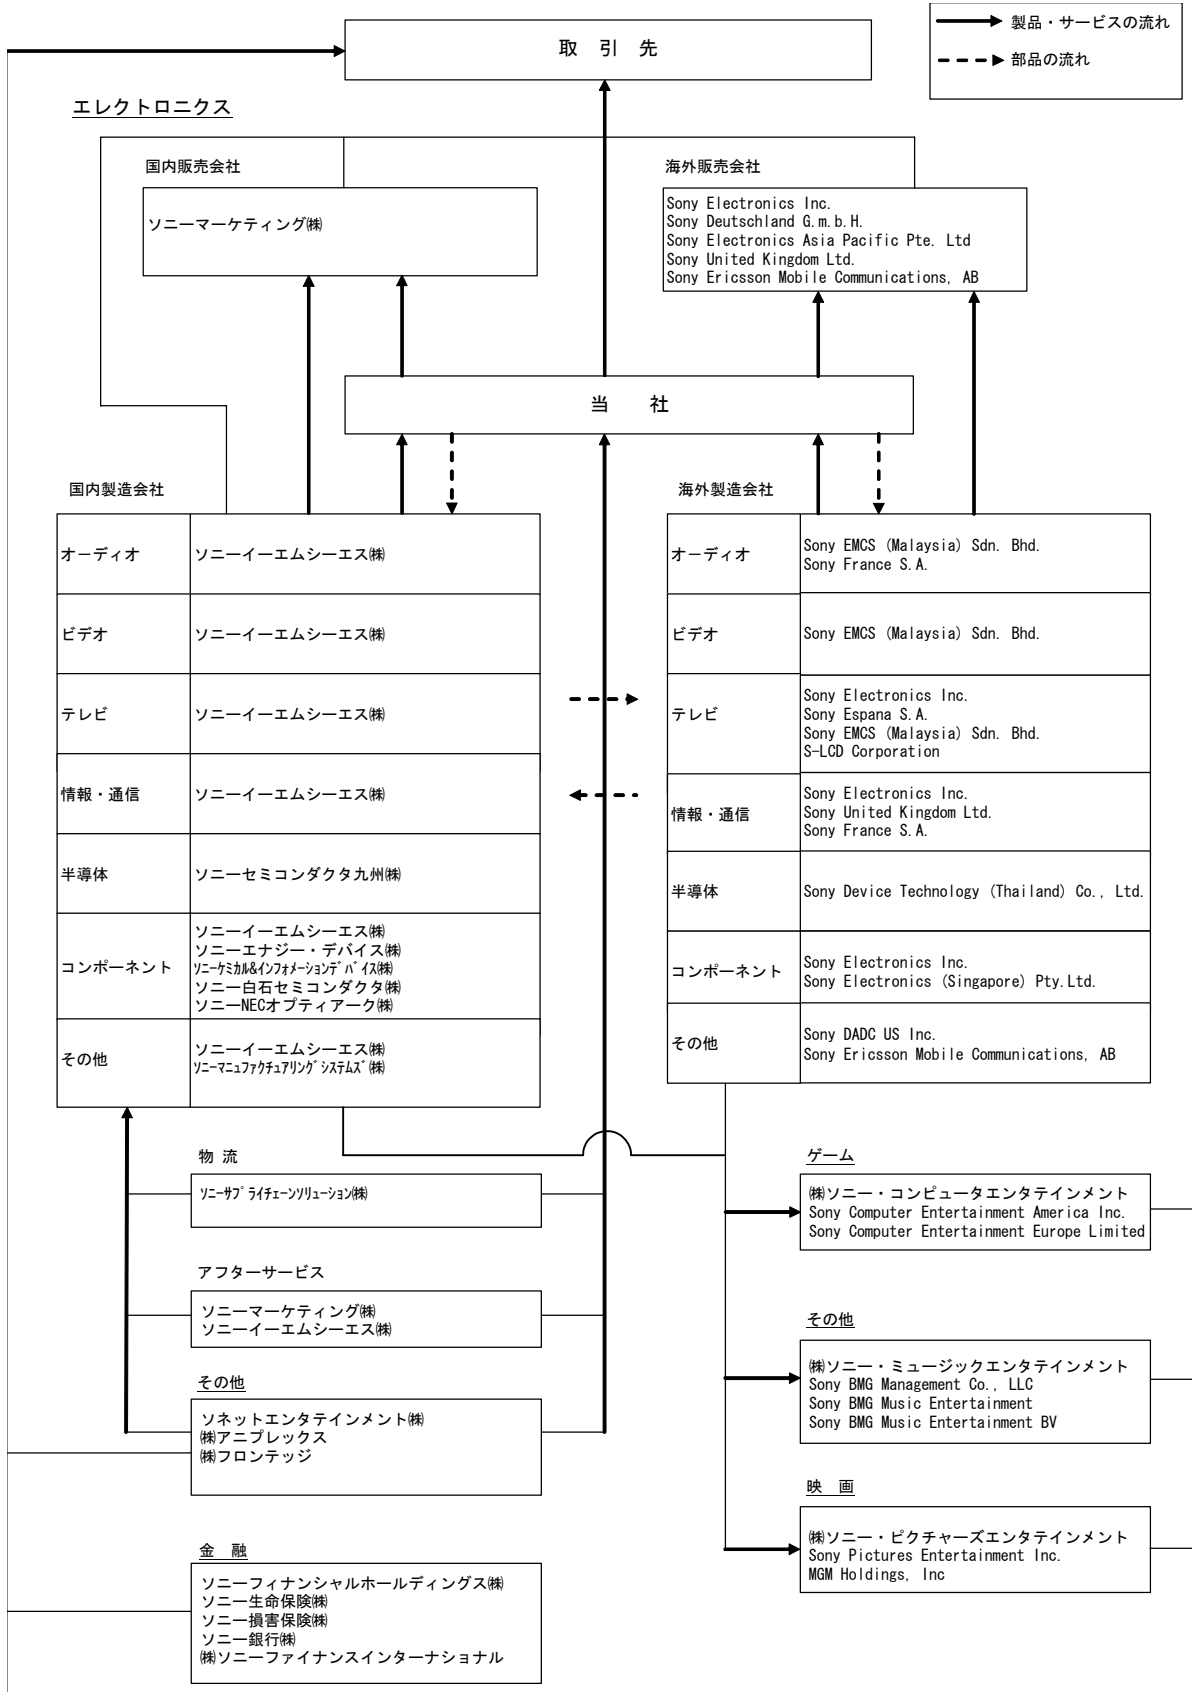 取 引 先
製品・サービスの流れ
部品の流れ
エレクトロニクス
国内販売会社
ソニーマーケティング㈱
海外販売会社
Sony Electronics Inc.
Sony Deutschland G.m.b.H.
Sony Electronics Asia Pacific Pte. Ltd
Sony United Kingdom Ltd.
Sony Ericsson Mobile Communications, AB
当 社
国内製造会社
オーディオ
ソニーイーエムシーエス㈱
ビデオ
ソニーイーエムシーエス㈱
テレビ
ソニーイーエムシーエス㈱
情報・通信
ソニーイーエムシーエス㈱
半導体
ソニーセミコンダクタ九州㈱
コンポーネント
ソニーイーエムシーエス㈱
ソニーエナジー・デバイス㈱
ソニーケミカル&インフォメーションデバイス㈱
ソニー白石セミコンダクタ㈱
ソニーNECオプティアーク㈱
その他
ソニーイーエムシーエス㈱
ソニーマニュファクチュアリングシステムズ㈱
海外製造会社
オーディオ
Sony EMCS (Malaysia) Sdn. Bhd.
Sony France S.A.
ビデオ
Sony EMCS (Malaysia) Sdn. Bhd.
テレビ
Sony Electronics Inc.
Sony Espana S.A.
Sony EMCS (Malaysia) Sdn. Bhd.
S-LCD Corporation
情報・通信
Sony Electronics Inc.
Sony United Kingdom Ltd.
Sony France S.A.
半導体
Sony Device Technology (Thailand) Co., Ltd.
コンポーネント
Sony Electronics Inc.
Sony Electronics (Singapore) Pty.Ltd.
その他
Sony DADC US Inc.
Sony Ericsson Mobile Communications, AB
物 流
ソニーサプライチェーンソリューション㈱
アフターサービス
ソニーマーケティング㈱
ソニーイーエムシーエス㈱
その他
ソネットエンタテインメント㈱
㈱アニプレックス
㈱フロンテッジ
金 融
ソニーフィナンシャルホールディングス㈱
ソニー生命保険㈱
ソニー損害保険㈱
ソニー銀行㈱
㈱ソニーファイナンスインターナショナル
ゲーム
㈱ソニー・コンピュータエンタテインメント
Sony Computer Entertainment America Inc.
Sony Computer Entertainment Europe Limited
その他
㈱ソニー・ミュージックエンタテインメント
Sony BMG Management Co., LLC
Sony BMG Music Entertainment
Sony BMG Music Entertainment BV
映 画
㈱ソニー・ピクチャーズエンタテインメント
Sony Pictures Entertainment Inc.
MGM Holdings, Inc